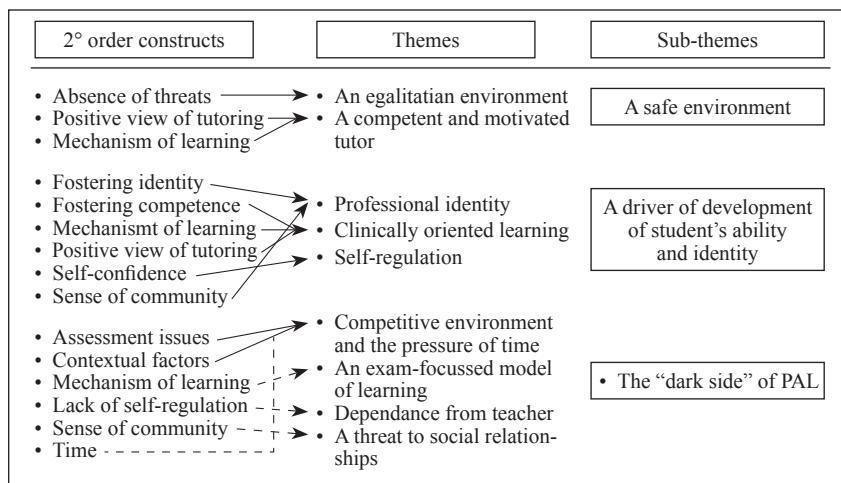 2° order constructs
Themes
Sub-themes
• Absence of threats
• Positive view of tutoring
• Mechanism of learning
• An egalitatian environment
• A competent and motivated
tutor
A safe environment
• Fostering identity
• Fostering competence
• Mechanismt of learning
• Positive view of tutoring
• Self-confidence
• Sense of community
• Professional identity
• Clinically oriented learning
• Self-regulation
A driver of development
of student's ability
and identity
• Assessment issues
• Contextual factors
• Mechanism of learning
• Lack of self-regulation
• Sense of community
• Time
• Competitive environment
and the pressure of time
• An exam-focussed model
of learning
• Dependance from teacher
• A threat to social relation-
ships
• The “dark side” of PAL